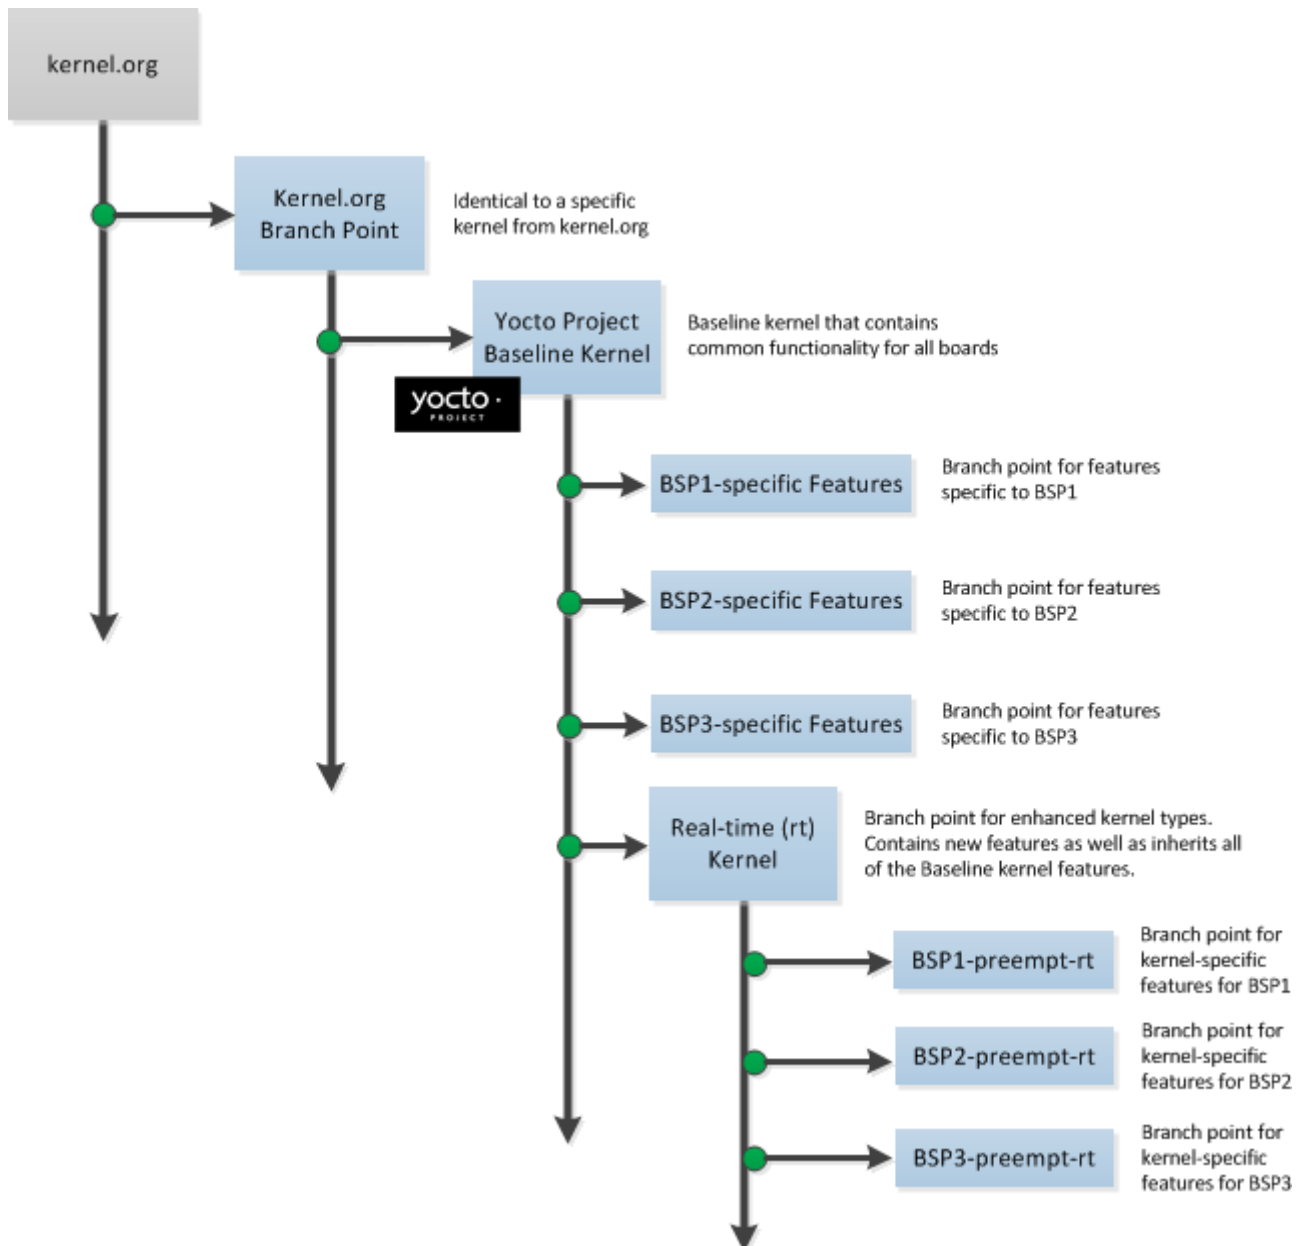 kernel.org
Kernel.org
Branch Point
Identical to a specific
kernel from kernel.org
Yocto Project
Baseline Kernel
Baseline kernel that contains
common functionality for all boards
yocto ·
PROJECT
BSP1-specific Features
Branch point for features
specific to BSP1
BSP2-specific Features
Branch point for features
specific to BSP2
BSP3-specific Features
Branch point for features
specific to BSP3
Real-time (rt)
Kernel
Branch point for enhanced kernel types.
Contains new features as well as inherits all
of the Baseline kernel features.
BSP1-preempt-rt
Branch point for
kernel-specific
features for BSP1
BSP2-preempt-rt
Branch point for
kernel-specific
features for BSP2
BSP3-preempt-rt
Branch point for
kernel-specific
features for BSP3